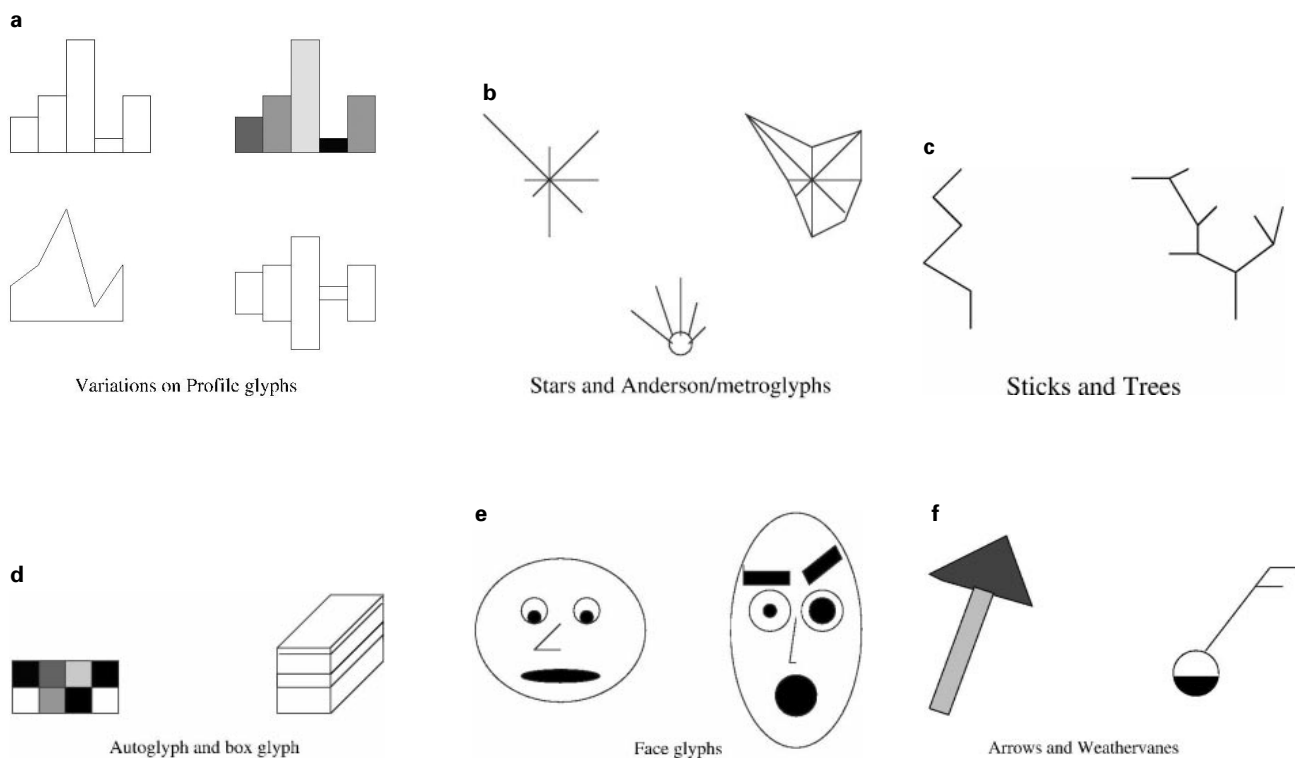 a
Variations on Profile glyphs
b
Stars and Anderson/metroglyphs
c
Sticks and Trees
d
Autoglyph and box glyph
e
Face glyphs
f
Arrows and Weathervanes